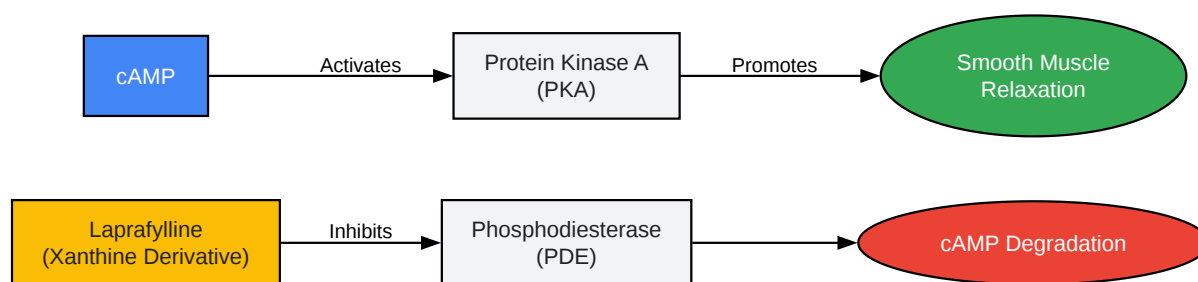 cAMP
Activates
Protein Kinase A
(PKA)
Promotes
Smooth Muscle
Relaxation
Laprafylline
(Xanthine Derivative)
Inhibits
Phosphodiesterase
(PDE)
cAMP Degradation